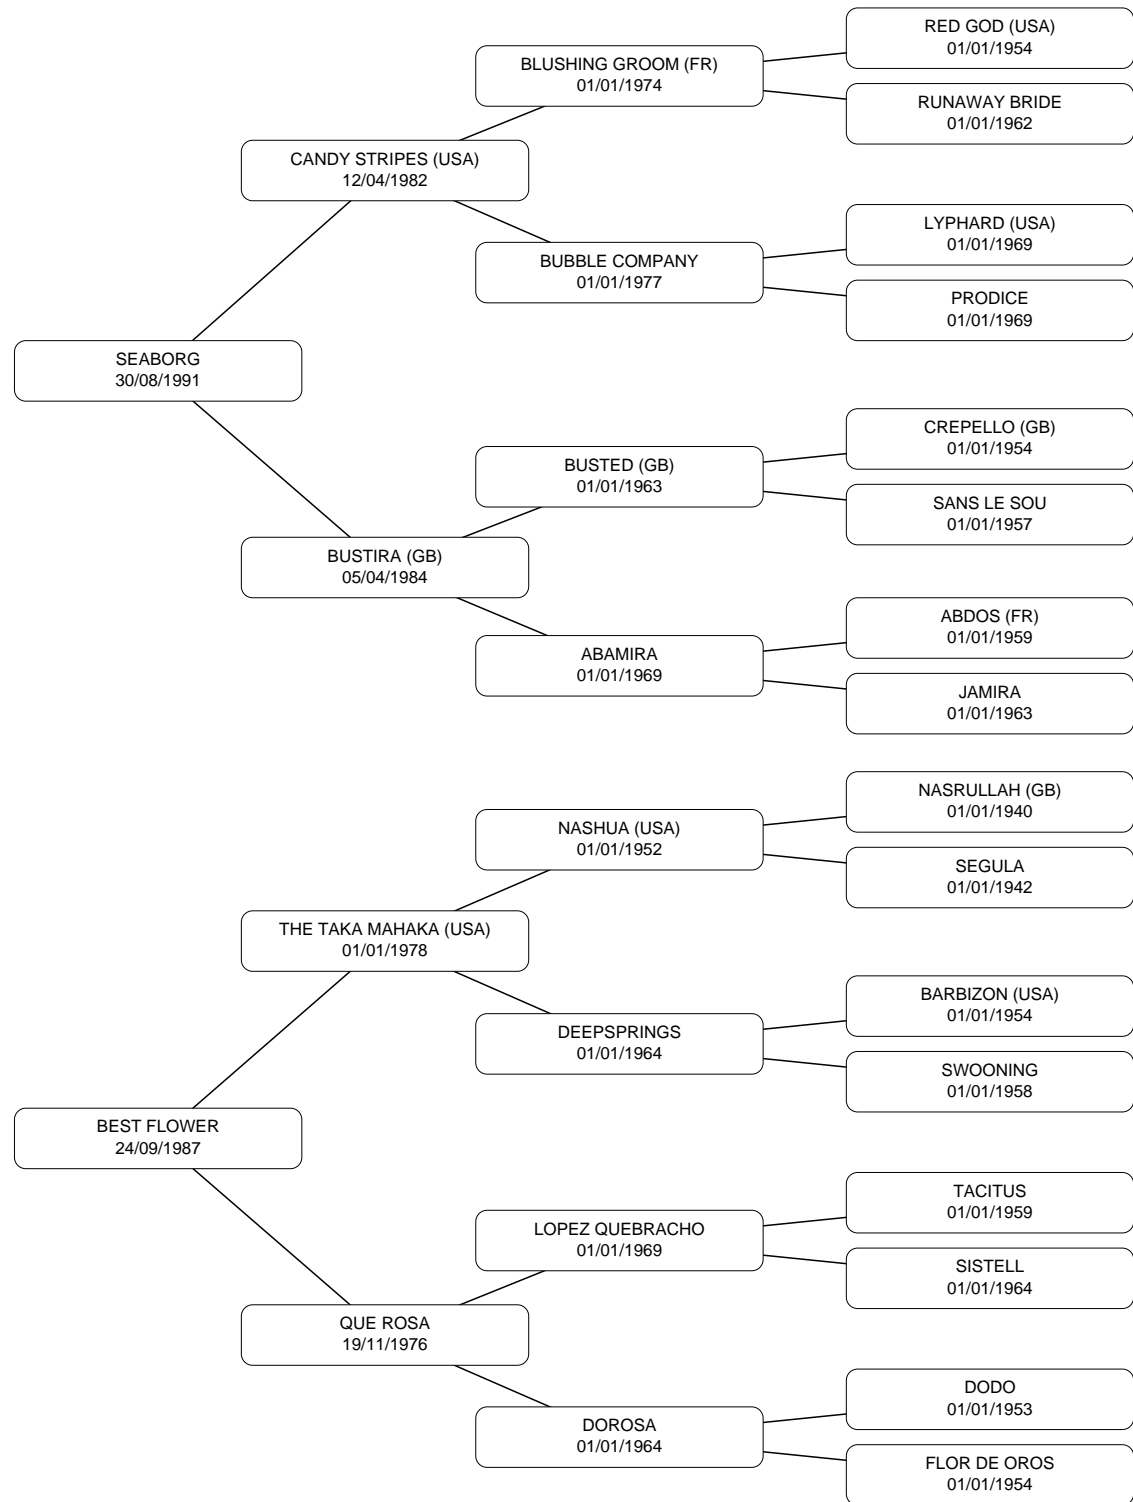 RED GOD (USA)
01/01/1954
BLUSHING GROOM (FR)
01/01/1974
RUNAWAY BRIDE
01/01/1962
CANDY STRIPES (USA)
12/04/1982
LYPHARD (USA)
01/01/1969
BUBBLE COMPANY
01/01/1977
PRODICE
01/01/1969
SEABORG
30/08/1991
CREPELLO (GB)
01/01/1954
BUSTED (GB)
01/01/1963
SANS LE SOU
01/01/1957
BUSTIRA (GB)
05/04/1984
ABDOS (FR)
01/01/1959
ABAMIRA
01/01/1969
JAMIRA
01/01/1963
NASRULLAH (GB)
01/01/1940
NASHUA (USA)
01/01/1952
SEGULA
01/01/1942
THE TAKA MAHAKA (USA)
01/01/1978
BARBIZON (USA)
01/01/1954
DEEPSPRINGS
01/01/1964
SWOONING
01/01/1958
BEST FLOWER
24/09/1987
TACITUS
01/01/1959
LOPEZ QUEBRACHO
01/01/1969
SISTELL
01/01/1964
QUE ROSA
19/11/1976
DODO
01/01/1953
DOROSA
01/01/1964
FLOR DE OROS
01/01/1954